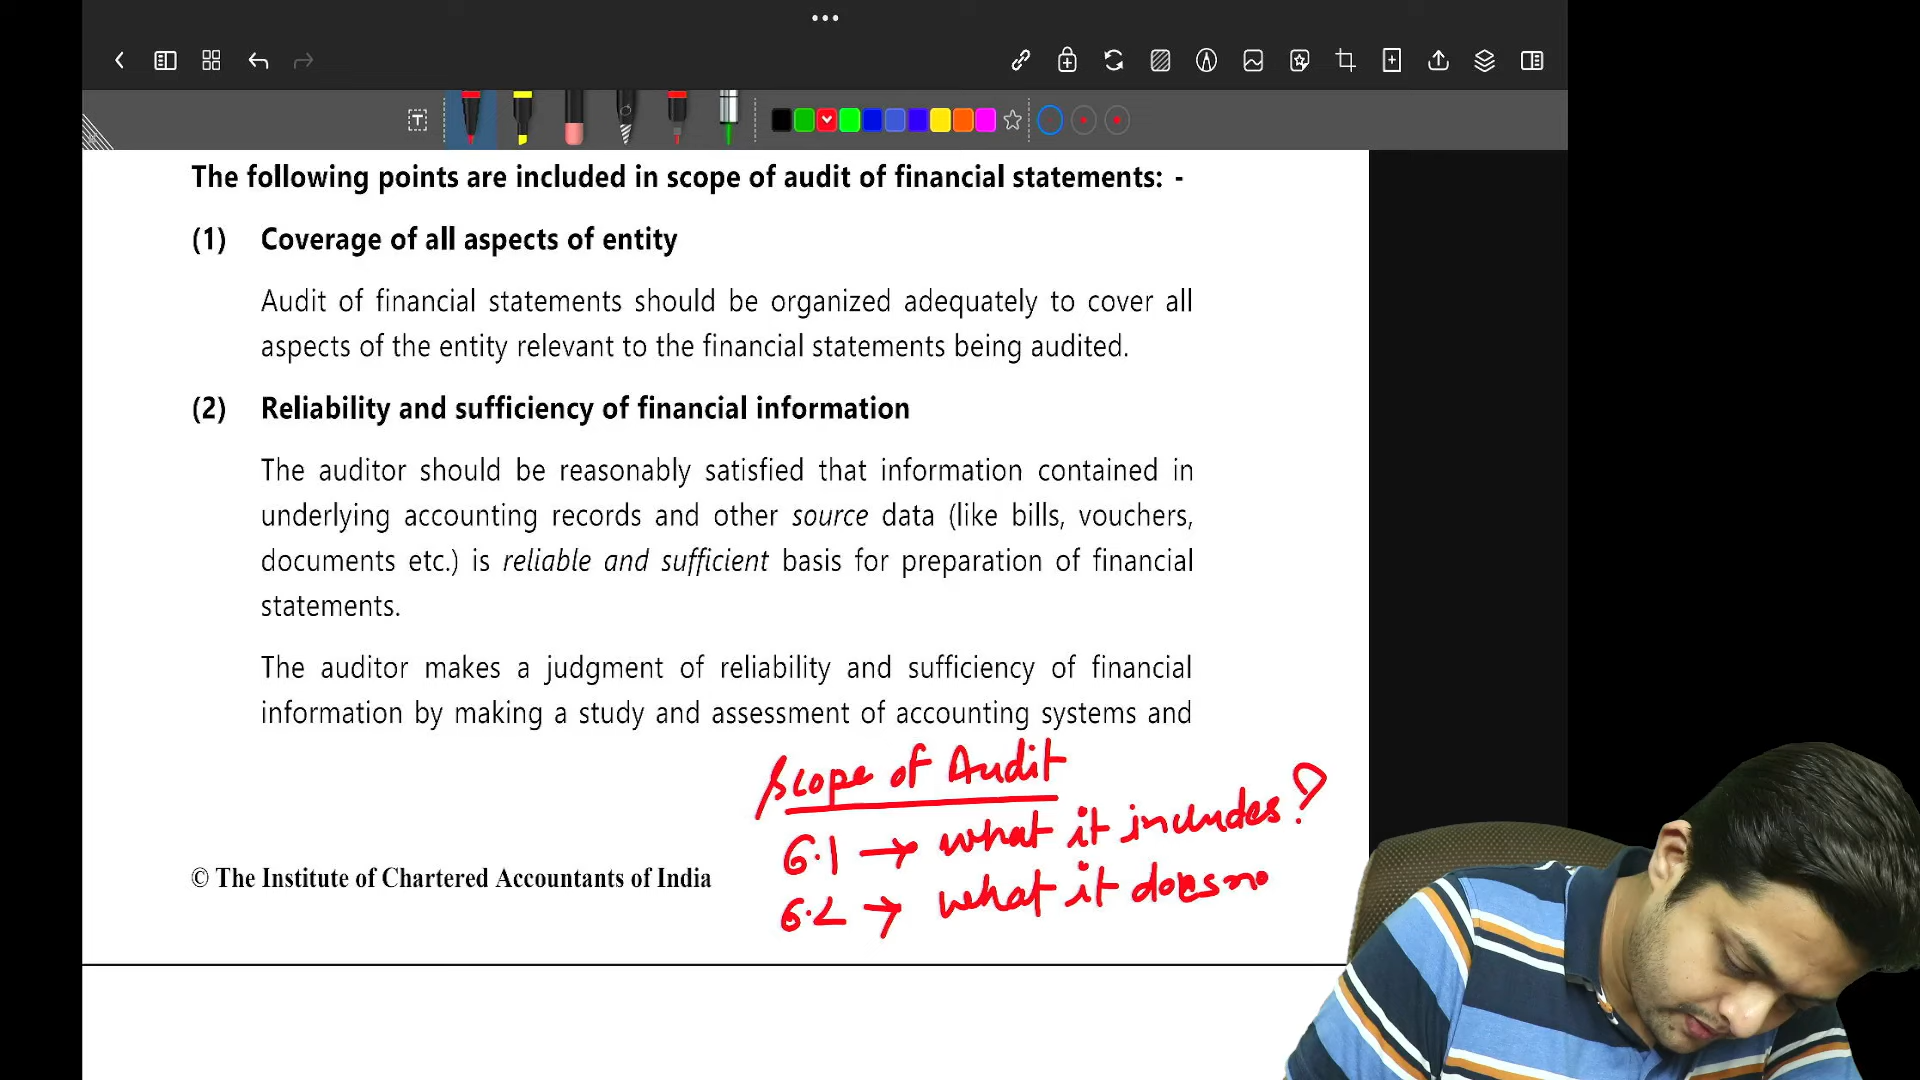 The following points are included in scope of audit of financial statements: -
(1) Coverage of all aspects of entity
Audit of financial statements should be organized adequately to cover all
aspects of the entity relevant to the financial statements being audited.
(2) Reliability and sufficiency of financial information
The auditor should be reasonably satisfied that information contained in
underlying accounting records and other source data (like bills, vouchers,
documents etc.) is reliable and sufficient basis for preparation of financial
statements.
The auditor makes a judgment of reliability and sufficiency of financial
information by making a study and assessment of accounting systems and
Scope of Audit
6.1 → what it includes?
6.2 → what it does no
© The Institute of Chartered Accountants of India